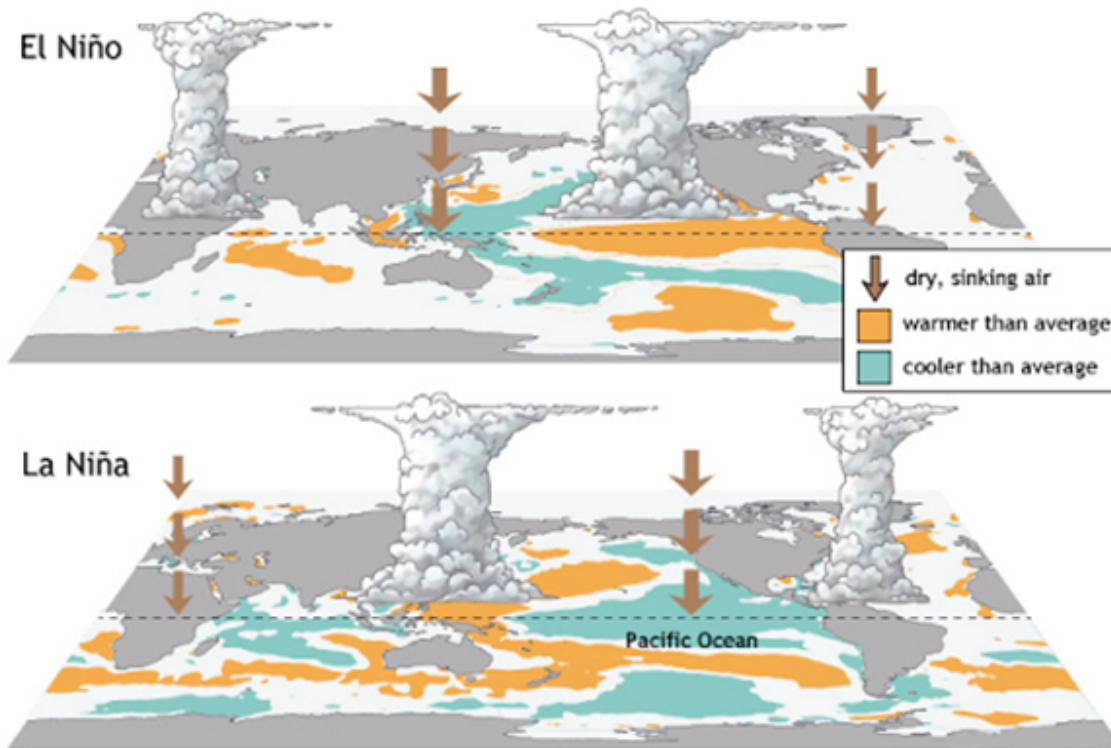 El Niño
dry, sinking air
warmer than average
cooler than average
La Niña
Pacific Ocean